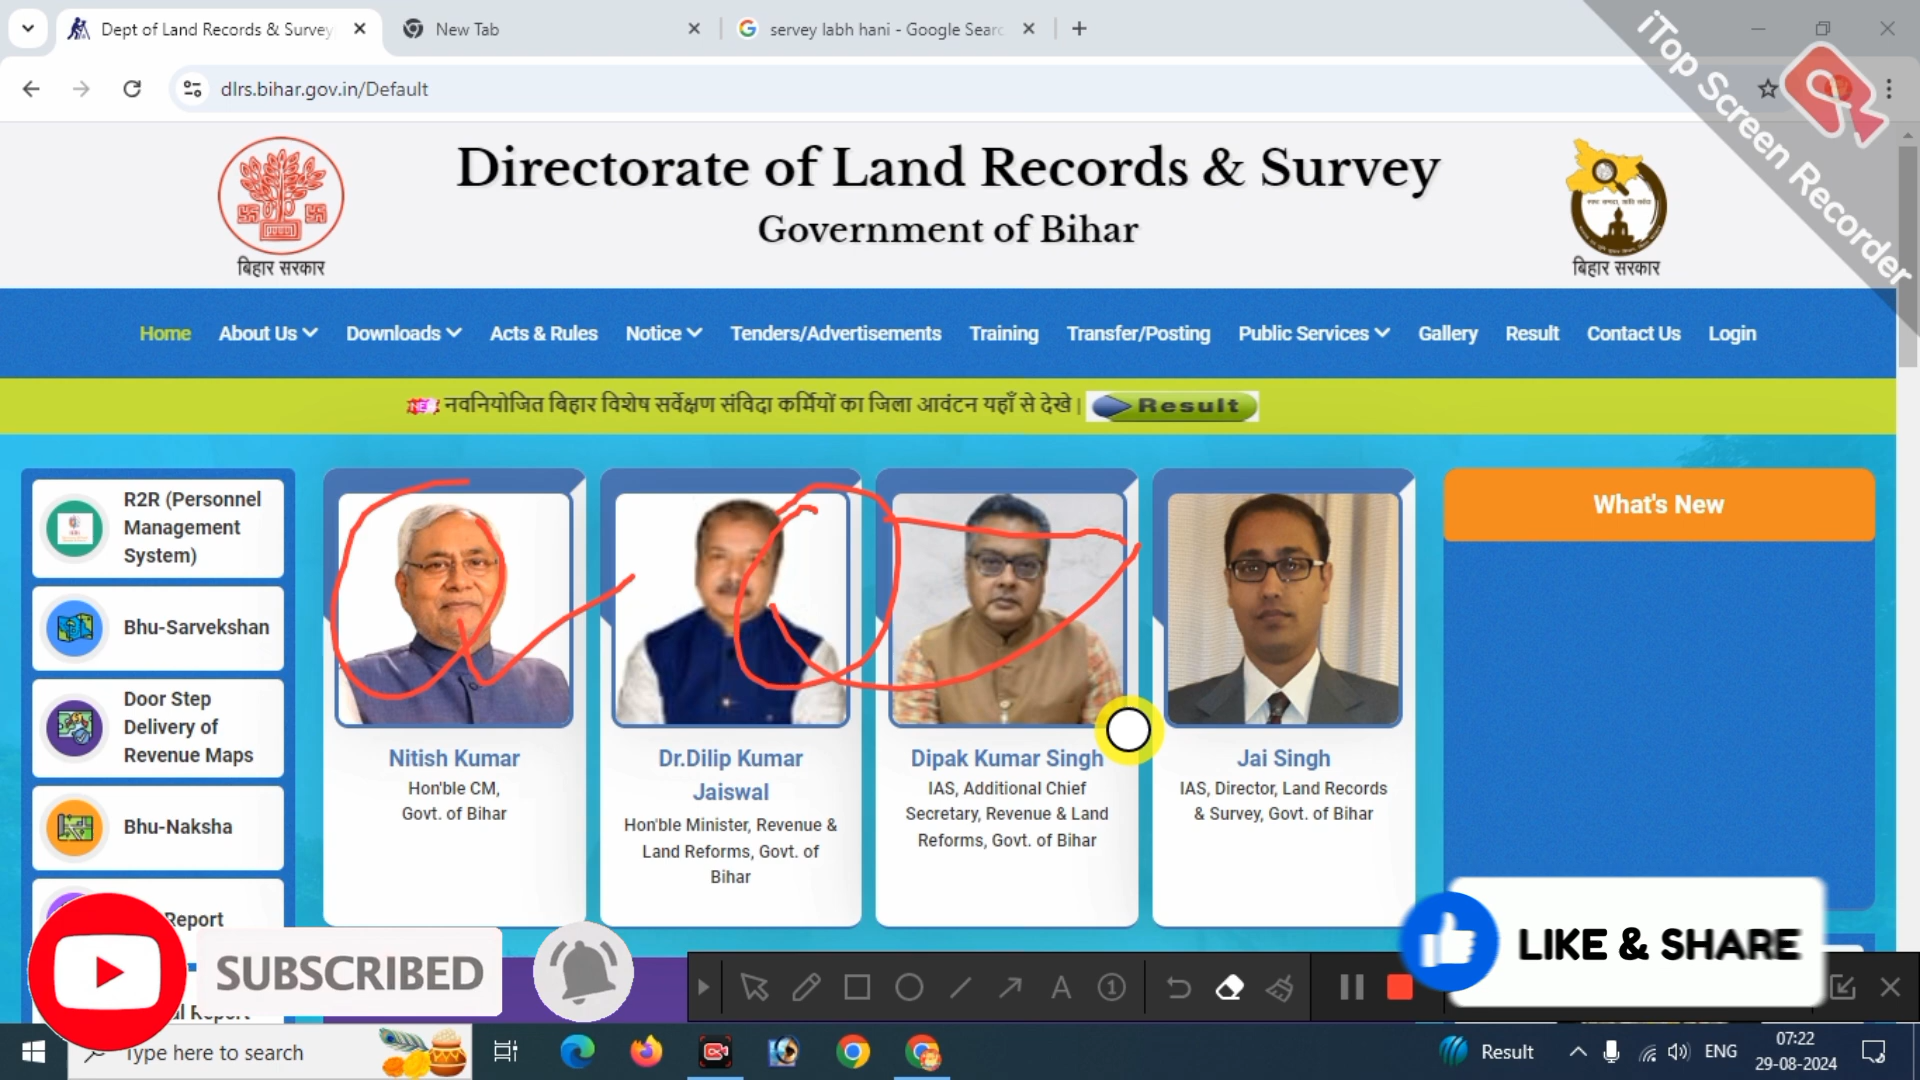 Dept of Land Records & Survey
New Tab
servey labh hani - Google Searc
dlrs.bihar.gov.in/Default
iTop Screen Recorder
Directorate of Land Records & Survey
Government of Bihar
बिहार सरकार
बिहार सरकार
Home About Us Downloads Acts & Rules Notice Tenders/Advertisements Training Transfer/Posting Public Services Gallery Result Contact Us Login
नवनियोजित बिहार विशेष सर्वेक्षण संविदा कर्मियों का जिला आवंटन यहाँ से देखे | Result
R2R (Personnel
Management
System)
Bhu-Sarvekshan
Door Step
Delivery of
Revenue Maps
Bhu-Naksha
Report
al Report
Nitish Kumar
Hon'ble CM,
Govt. of Bihar
Dr.Dilip Kumar
Jaiswal
Hon'ble Minister, Revenue &
Land Reforms, Govt. of
Bihar
Dipak Kumar Singh
IAS, Additional Chief
Secretary, Revenue & Land
Reforms, Govt. of Bihar
Jai Singh
IAS, Director, Land Records
& Survey, Govt. of Bihar
What's New
SUBSCRIBED
LIKE & SHARE
Type here to search
Result
ENG
07:22
29-08-2024